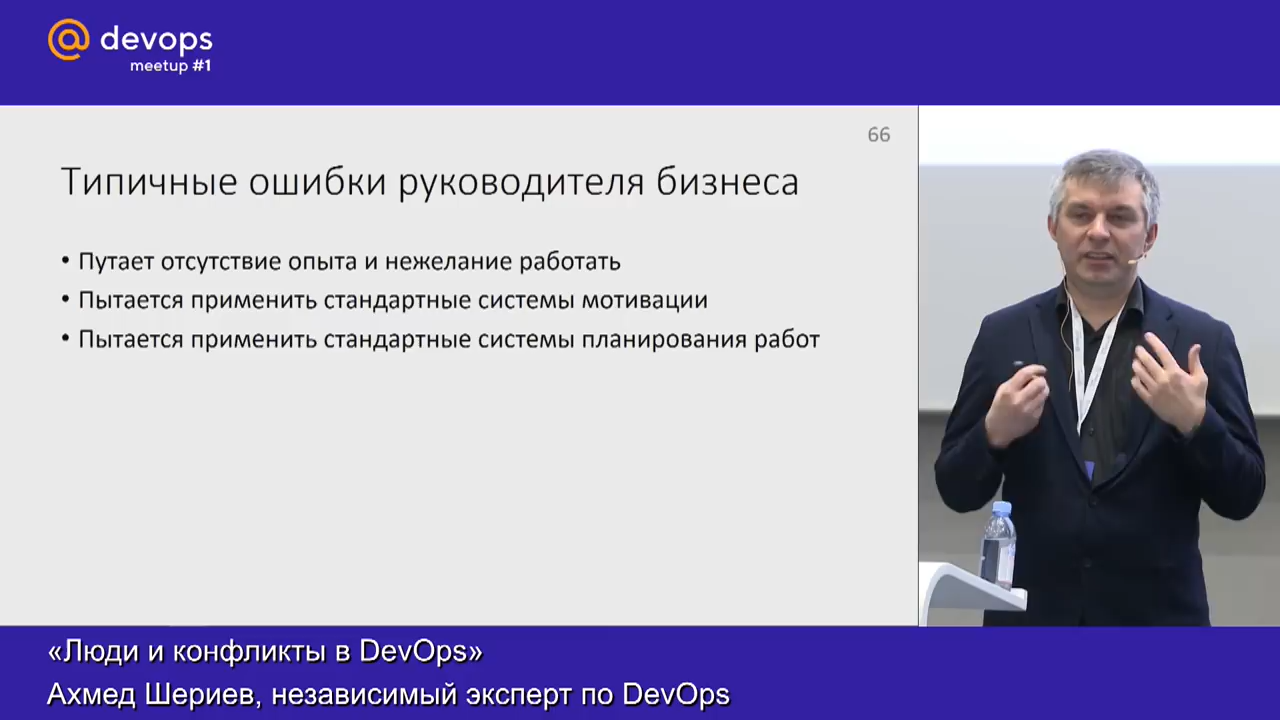 @ devops
meetup #1
66
Типичные ошибки руководителя бизнеса
• Путает отсутствие опыта и нежелание работать
• Пытается применить стандартные системы мотивации
• Пытается применить стандартные системы планирования работ
«Люди и конфликты в DevOps»
Ахмед Шериев, независимый эксперт по DevOps